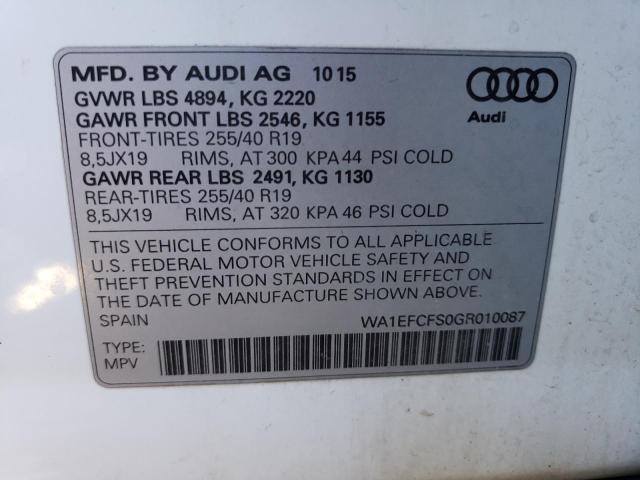 MFD. BY AUDI AG 10 15
GVWR LBS 4894, KG 2220
GAWR FRONT LBS 2546, KG 1155
FRONT-TIRES 255/40 R19
8,5JX19 RIMS, AT 300 KPA 44 PSI COLD
GAWR REAR LBS 2491, KG 1130
REAR-TIRES 255/40 R19
8,5JX19 RIMS, AT 320 KPA 46 PSI COLD
Audi
THIS VEHICLE CONFORMS TO ALL APPLICABLE
U.S. FEDERAL MOTOR VEHICLE SAFETY AND
THEFT PREVENTION STANDARDS IN EFFECT ON
THE DATE OF MANUFACTURE SHOWN ABOVE.
SPAIN WA1EFCFS0GR010087
TYPE:
MPV